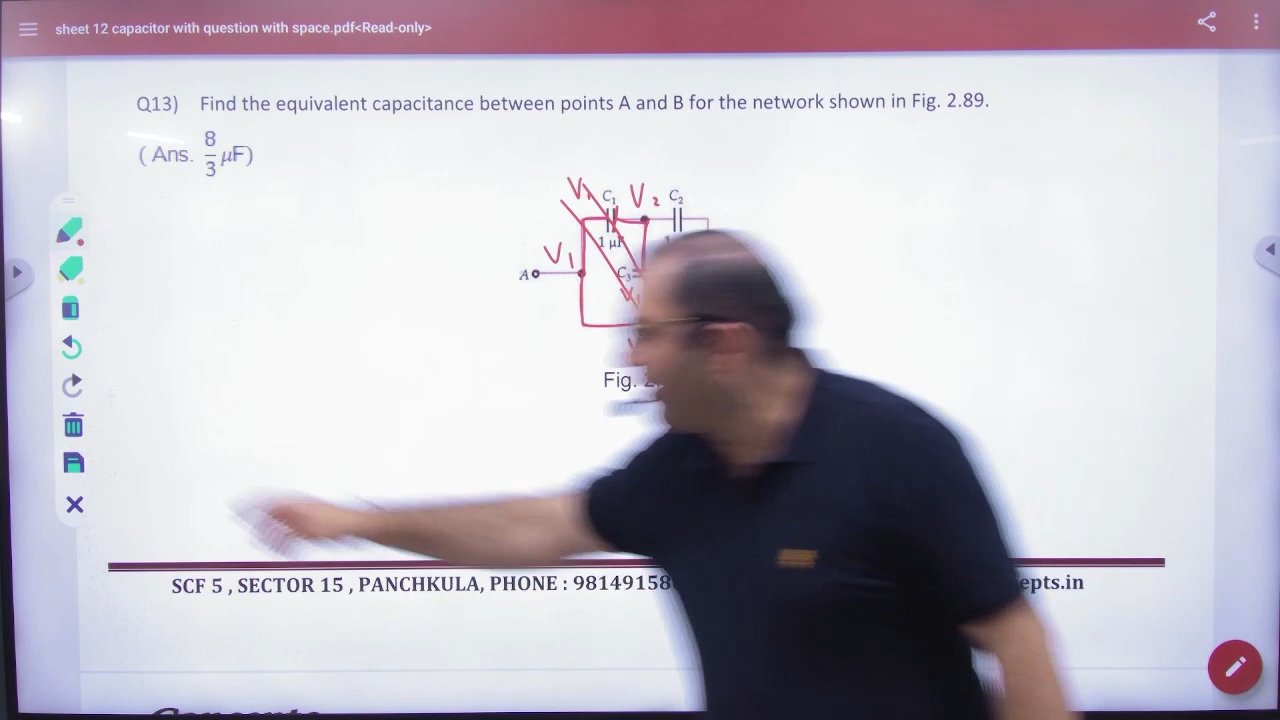 sheet 12 capacitor with question with space.pdf<Read-only>
Q13) Find the equivalent capacitance between points A and B for the network shown in Fig. 2.89.
( Ans. 8/3 μF)
V1 C1 V2 C2
1 μF
V1
A C3
Fig.
SCF 5 , SECTOR 15 , PANCHKULA, PHONE : 98149158
epts.in